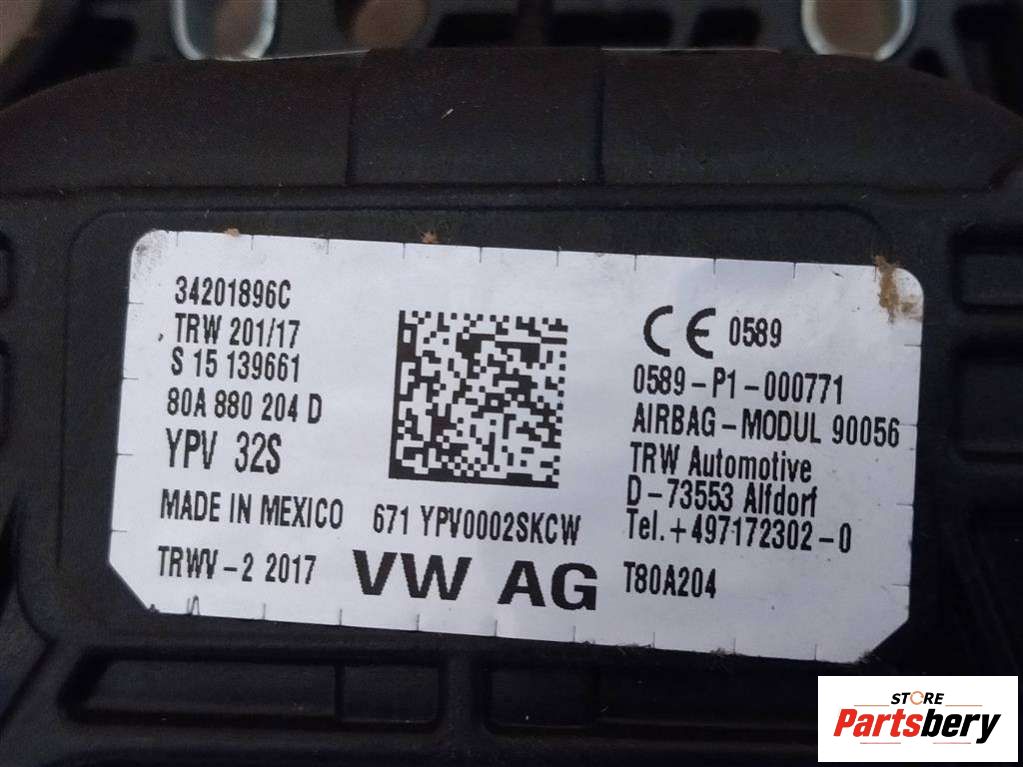 34201896C
TRW 201/17
S 15 139661
80A 880 204 D
YPV 32S
MADE IN MEXICO
671 YPV0002SKCW
TRWV-2 2017
VW AG
CE 0589
0589-P1-000771
AIRBAG-MODUL 90056
TRW Automotive
D-73553 Alfdorf
Tel.+497172302-0
T80A204
STORE
Partsbery